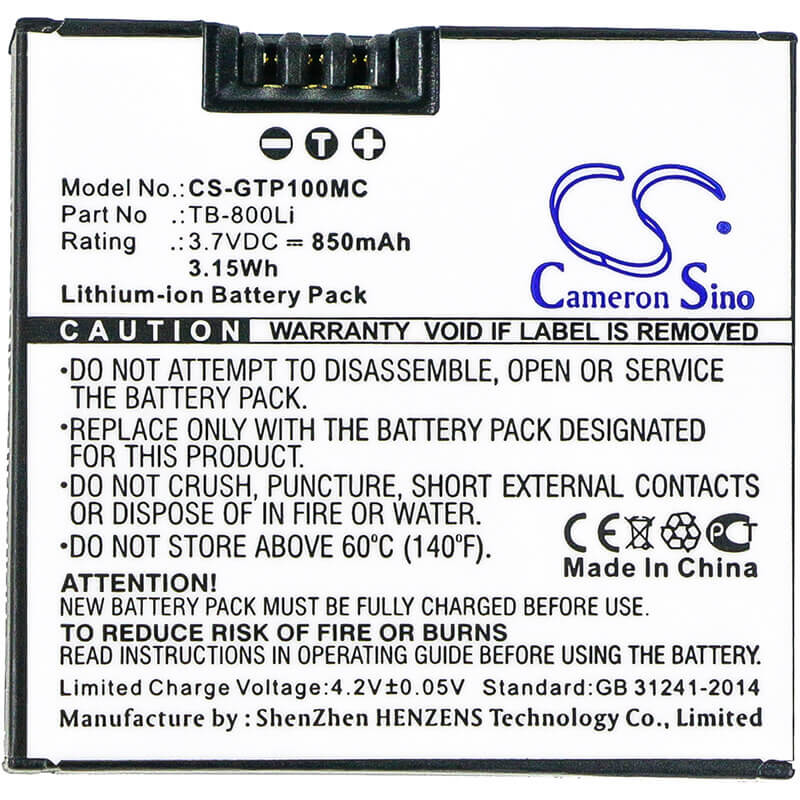 − T +
Model No.: CS-GTP100MC
Part No : TB-800Li
Rating : 3.7VDC ⎓ 850mAh
3.15Wh
Lithium-ion Battery Pack
CS
Cameron Sino
CAUTION WARRANTY VOID IF LABEL IS REMOVED
•DO NOT ATTEMPT TO DISASSEMBLE, OPEN OR SERVICE
THE BATTERY PACK.
•REPLACE ONLY WITH THE BATTERY PACK DESIGNATED
FOR THIS PRODUCT.
•DO NOT CRUSH, PUNCTURE, SHORT EXTERNAL CONTACTS
OR DISPOSE OF IN FIRE OR WATER.
•DO NOT STORE ABOVE 60°C (140°F).
CE PCT
Made In China
ATTENTION!
NEW BATTERY PACK MUST BE FULLY CHARGED BEFORE USE
TO REDUCE RISK OF FIRE OR BURNS
READ INSTRUCTIONS IN OPERATING GUIDE FOR USING THE BATTERY.
Limited Charge Voltage:4.2V±0.05V Standard:GB 31241-2014
Manufacturer : ShenZhen HENZENS Technology Co., Limited